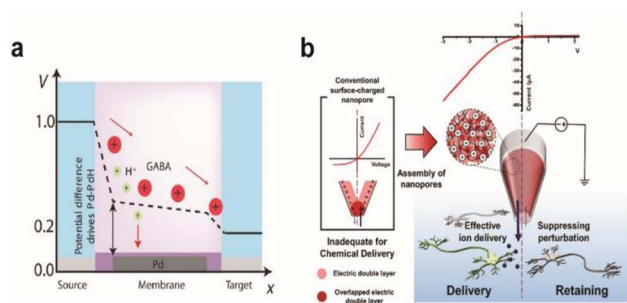 a
V
1.0
0.2
0.0
Potential difference
drives Pd-PdH
H+
GABA
Pd
Source
Membrane
Target
X
b
Conventional
surface-charged
nanopore
Current
Voltage
Inadequate for
Chemical Delivery
Electric double layer
Overlapped electric
double layer
Assembly of
nanopores
V
Current /μA
Effective
ion delivery
Suppressing
perturbation
Delivery
Retaining